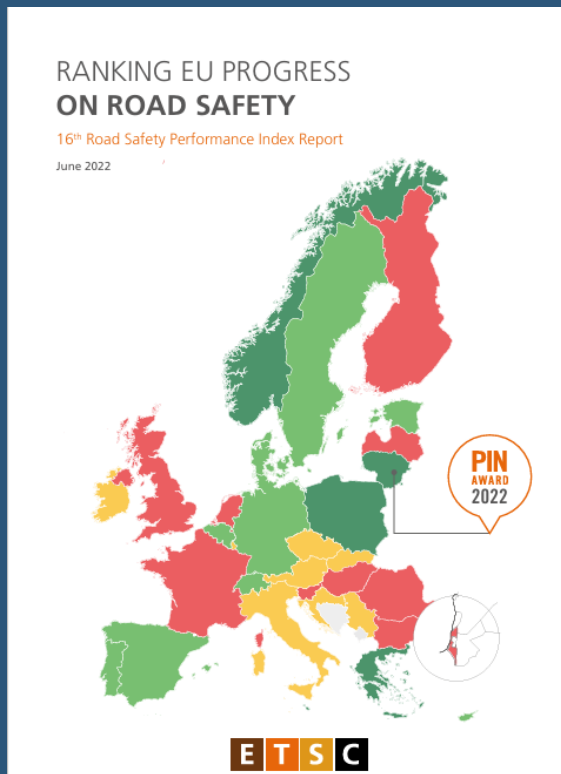 RANKING EU PROGRESS
ON ROAD SAFETY
16th Road Safety Performance Index Report
June 2022
PIN
AWARD
2022
ETSC